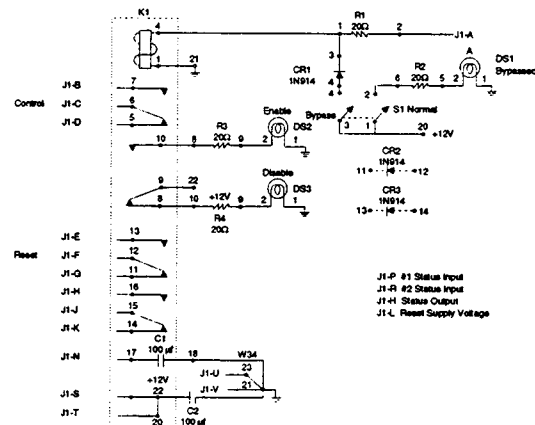 K1
4
1
R1
20Ω
2
J1-A
1
21
3
CR1
1N914
4
4
2
6
R2
20Ω
5
A
2
1
DS1
Bypassed
J1-B
7
Control
J1-C
6
J1-D
5
Bypass
3
1
S1 Normal
20
+12V
10
8
R3
20Ω
9
Enable
2
1
DS2
CR2
1N914
11
12
9
22
8
10
+12V
R4
20Ω
9
Disable
2
1
DS3
CR3
1N914
13
14
J1-E
13
Reset
J1-F
12
J1-G
11
J1-H
16
J1-J
15
J1-K
14
J1-P #1 Status Input
J1-R #2 Status Input
J1-H Status Output
J1-L Reset Supply Voltage
C1
100 µf
J1-N
17
18
W34
J1-U
23
J1-V
21
+12V
J1-S
22
C2
100 µf
J1-T
20